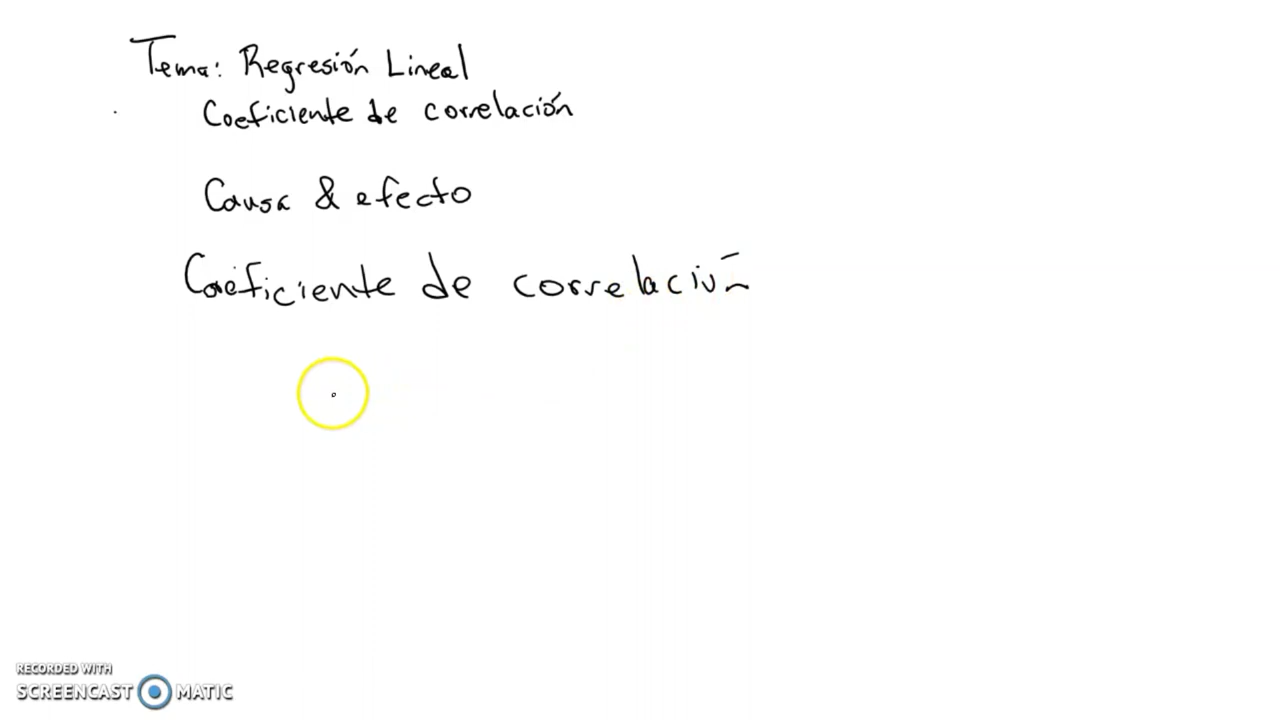 Tema: Regresión Lineal
Coeficiente de correlación
Causa & efecto
Coeficiente de correlación
RECORDED WITH
SCREENCAST MATIC